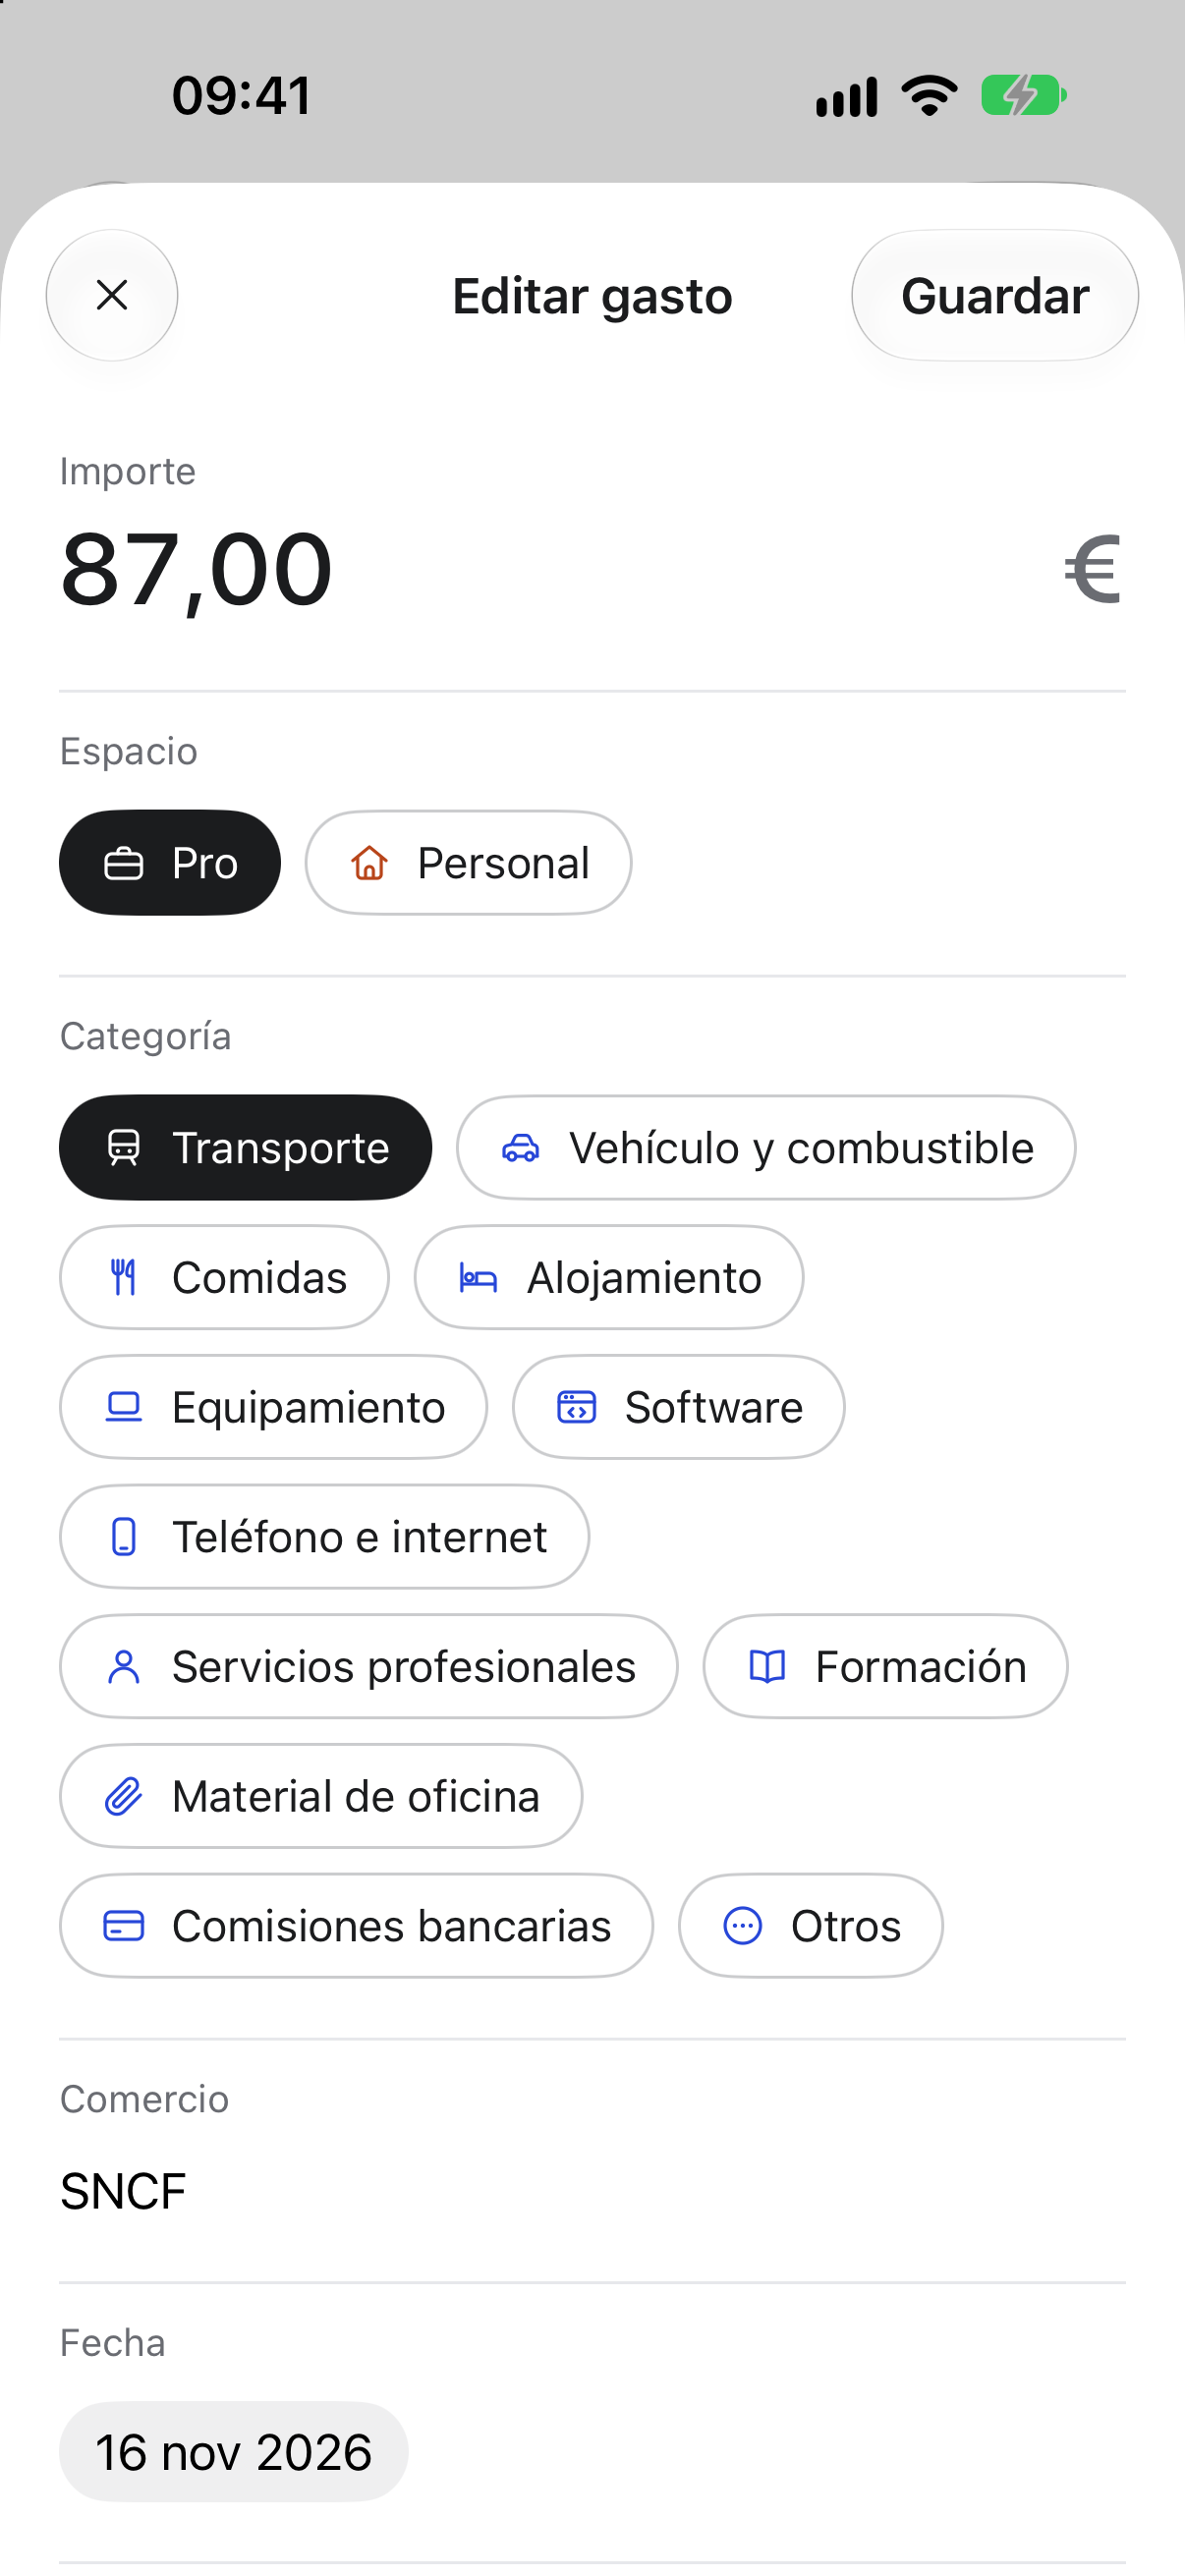 09:41
Editar gasto
Guardar
Importe
87,00 €
Espacio
Pro Personal
Categoría
Transporte Vehículo y combustible
Comidas Alojamiento
Equipamiento Software
Teléfono e internet
Servicios profesionales Formación
Material de oficina
Comisiones bancarias Otros
Comercio
SNCF
Fecha
16 nov 2026